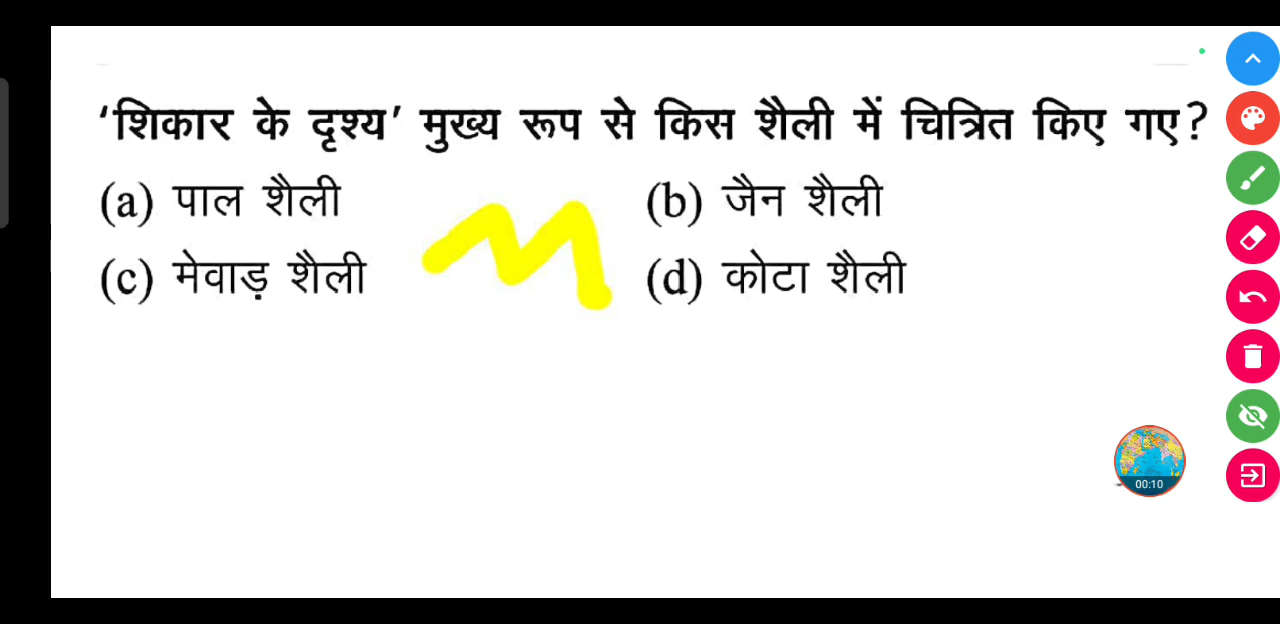 ‘शिकार के दृश्य’ मुख्य रूप से किस शैली में चित्रित किए गए?
(a) पाल शैली (b) जैन शैली
(c) मेवाड़ शैली (d) कोटा शैली
00:10